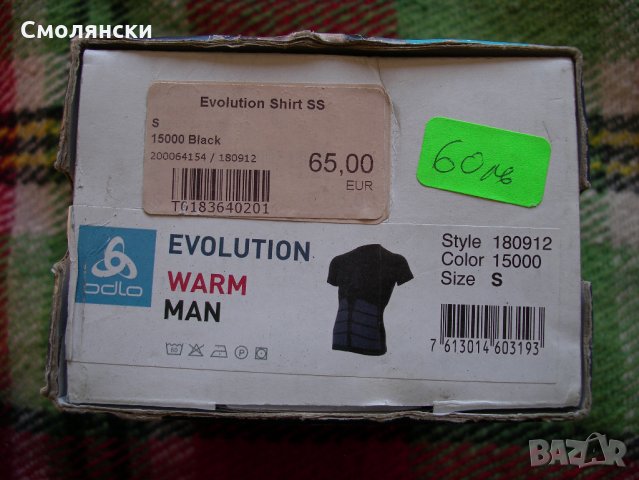 Смолянски
Evolution Shirt SS
S
15000 Black
200064154 / 180912
65,00
EUR
T0183640201
60лв
odlo
EVOLUTION
WARM
MAN
Style 180912
Color 15000
Size S
7 613014 603193
BAZAR